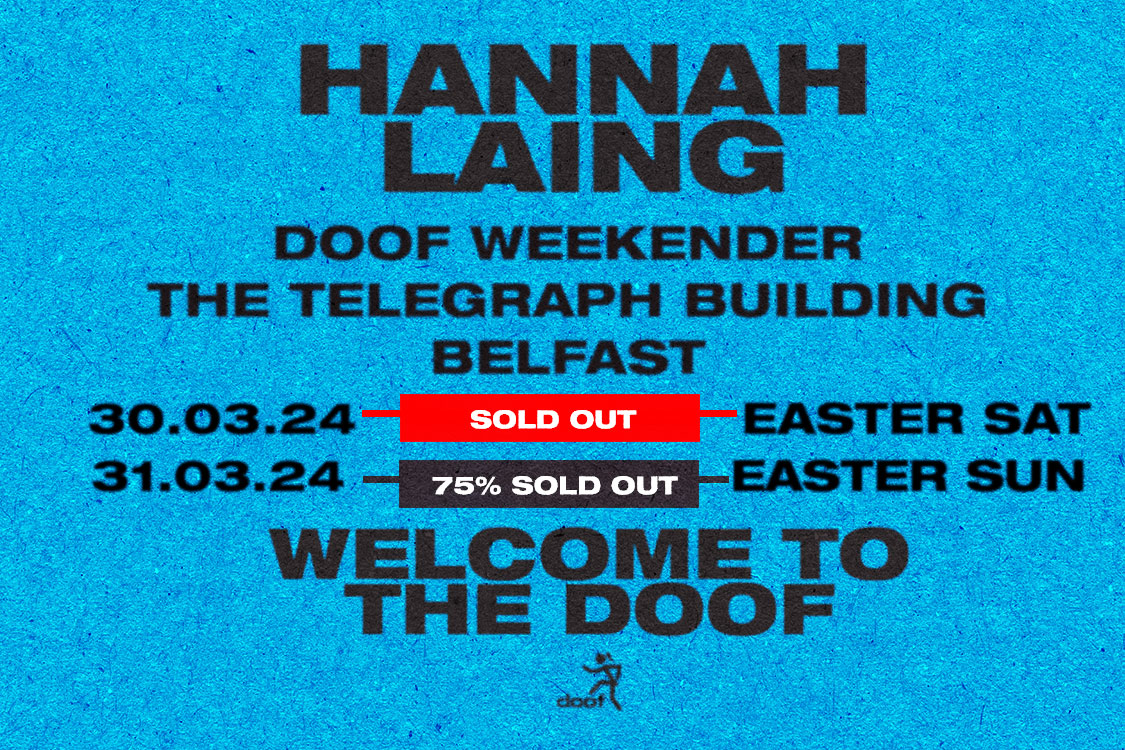 HANNAH
LAING
DOOF WEEKENDER
THE TELEGRAPH BUILDING
BELFAST
30.03.24 SOLD OUT EASTER SAT
31.03.24 75% SOLD OUT EASTER SUN
WELCOME TO
THE DOOF
doof